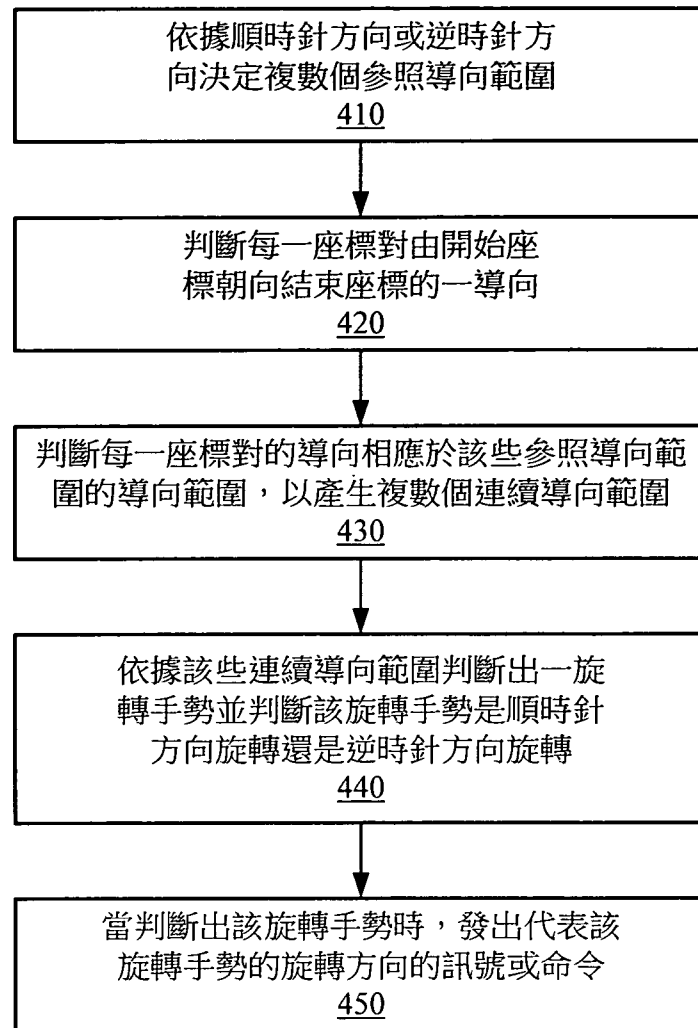 依據順時針方向或逆時針方
向決定複數個參照導向範圍
410
判斷每一座標對由開始座
標朝向結束座標的一導向
420
判斷每一座標對的導向相應於該些參照導向範
圍的導向範圍，以產生複數個連續導向範圍
430
依據該些連續導向範圍判斷出一旋
轉手勢並判斷該旋轉手勢是順時針
方向旋轉還是逆時針方向旋轉
440
當判斷出該旋轉手勢時，發出代表該
旋轉手勢的旋轉方向的訊號或命令
450